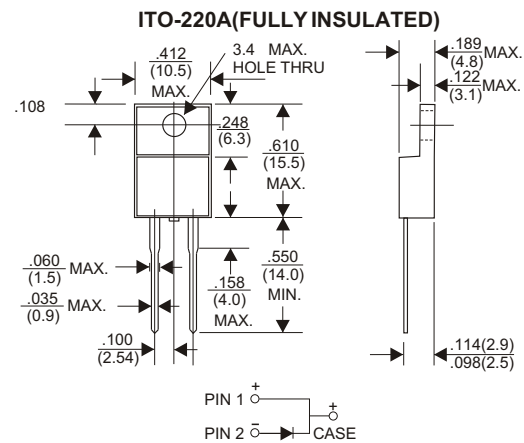 ITO-220A(FULLY INSULATED)
.412
(10.5)
MAX.
3.4 MAX.
HOLE THRU
.189
(4.8) MAX.
.122
(3.1) MAX.
.108
.248
(6.3)
.610
(15.5)
MAX.
.060
(1.5) MAX.
.035
(0.9) MAX.
.158
(4.0)
MAX.
.550
(14.0)
MIN.
.100
(2.54)
.114(2.9)
.098(2.5)
PIN 1 +
PIN 2 −
+
CASE